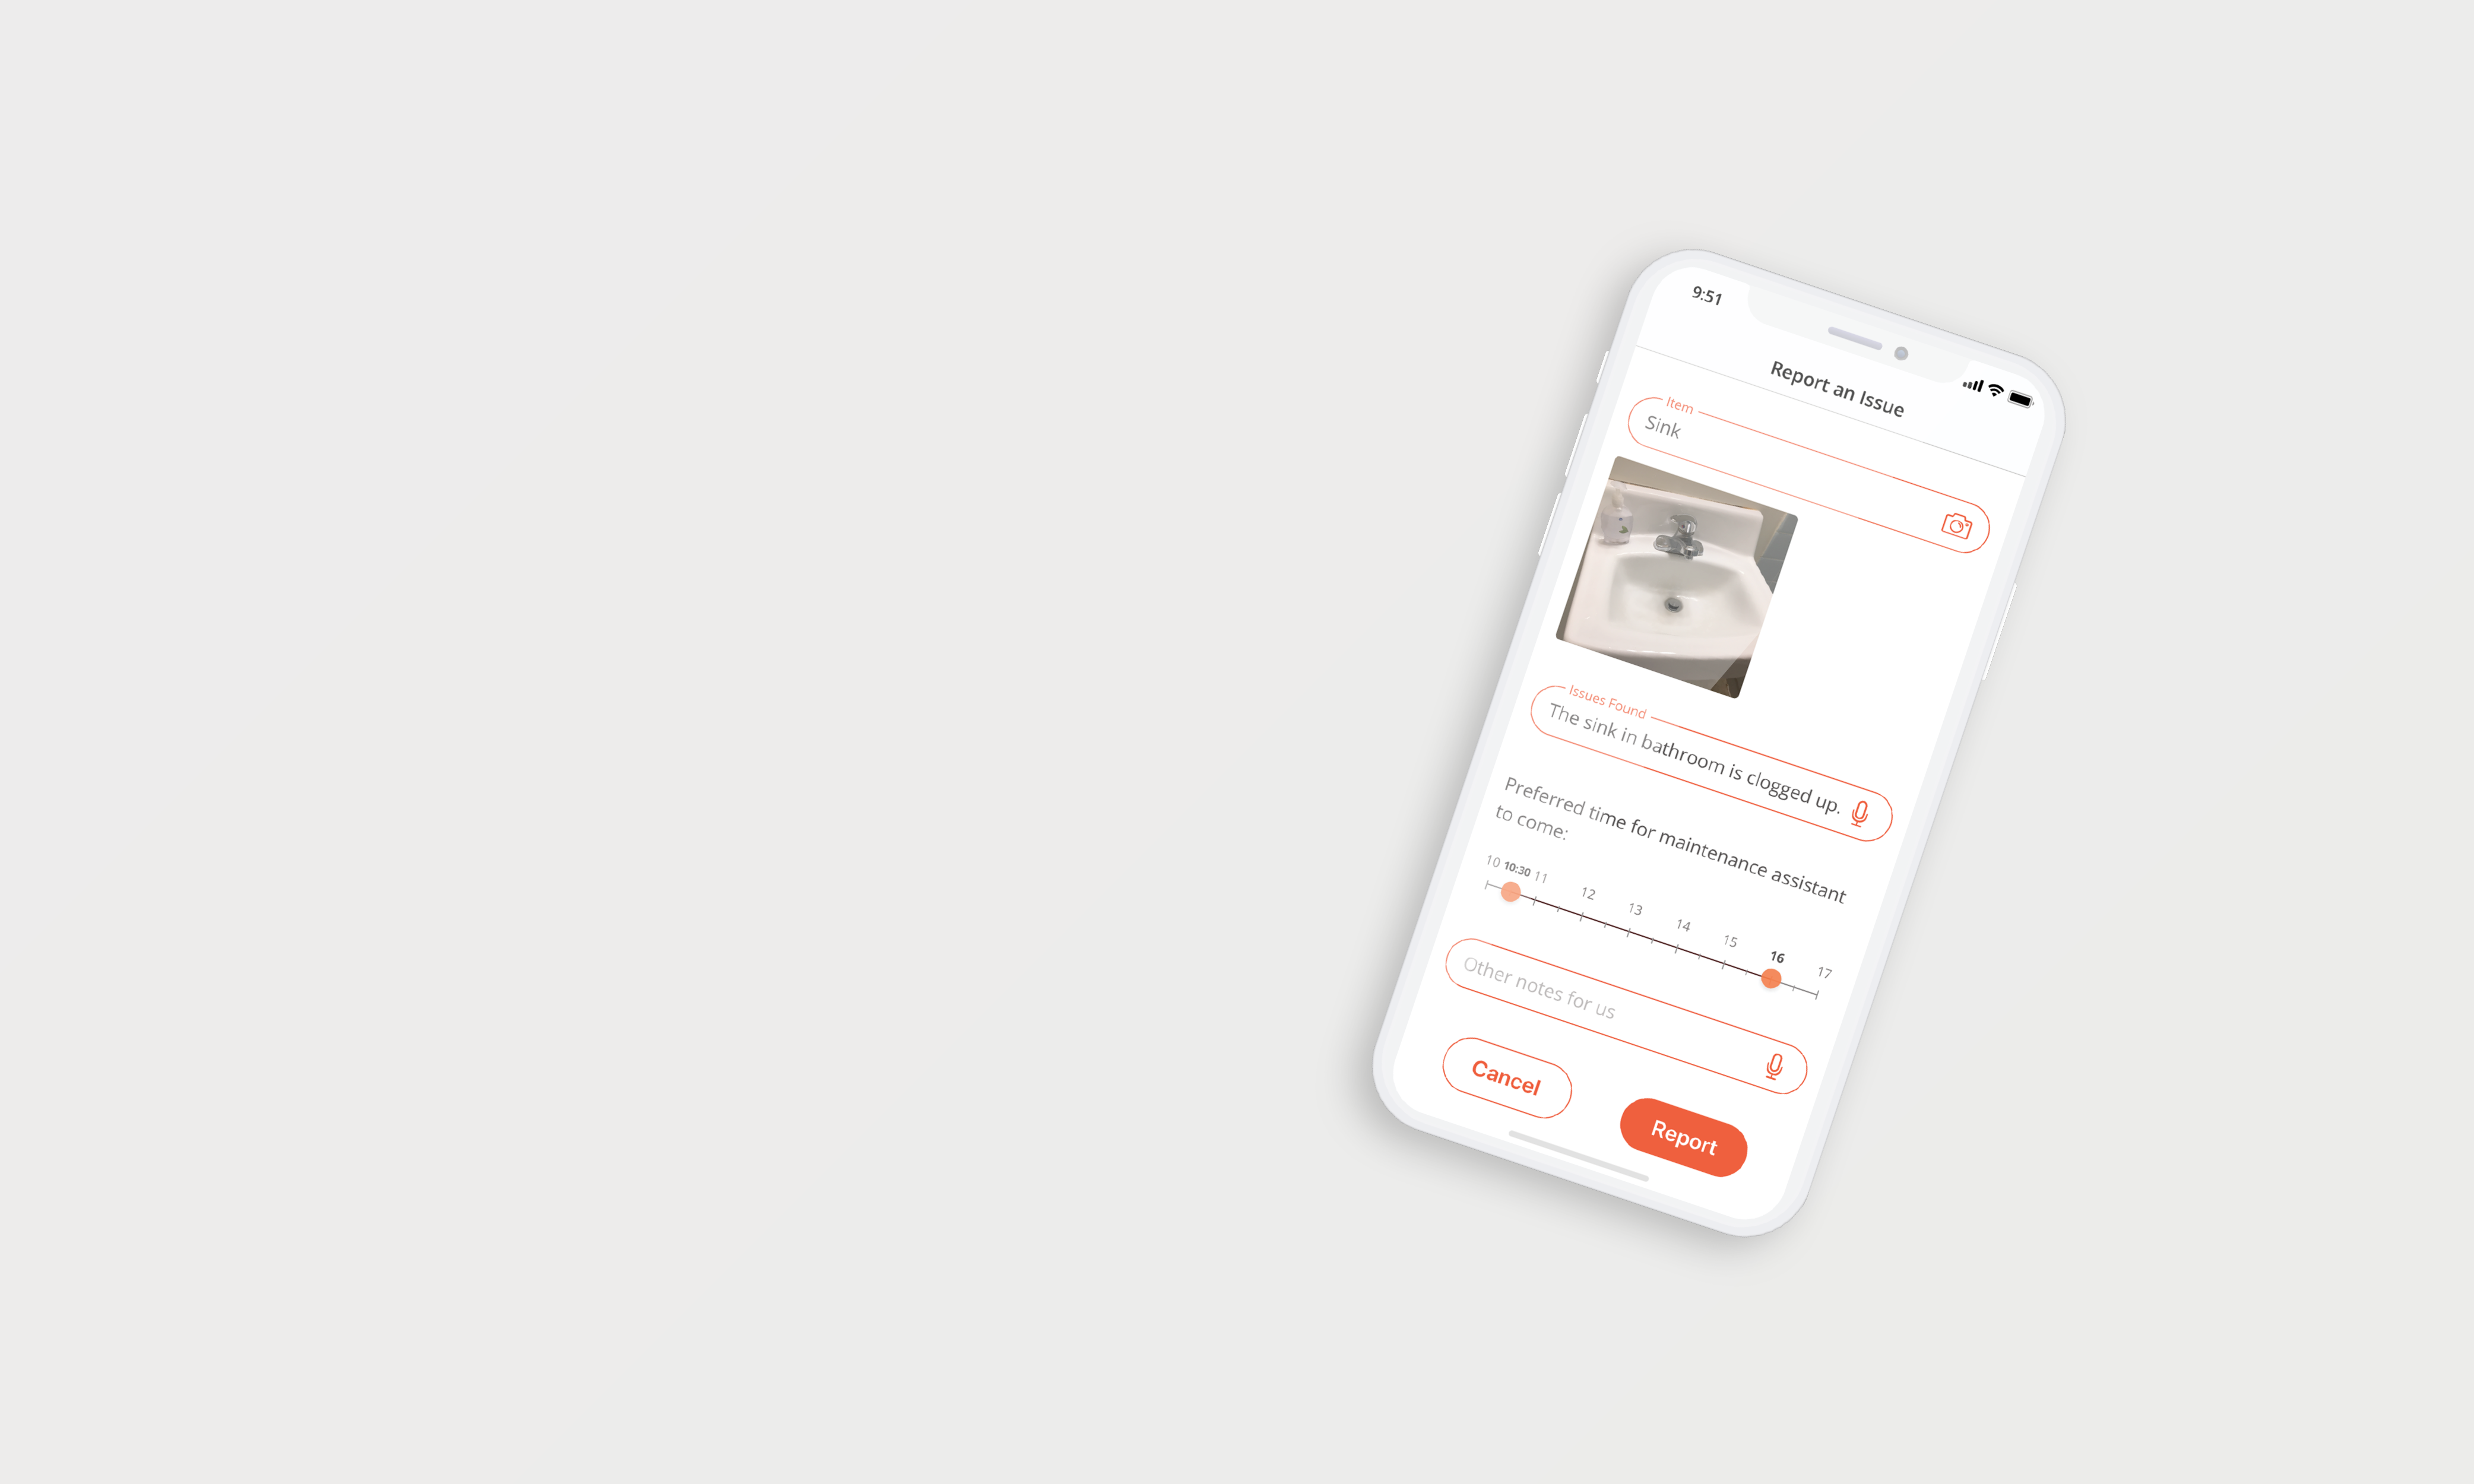 9:51
Report an Issue
Item
Sink
Issues Found
The sink in bathroom is clogged up.
Preferred time for maintenance assistant
to come:
10 10:30 11 12 13 14 15 16 17
Other notes for us
Cancel
Report